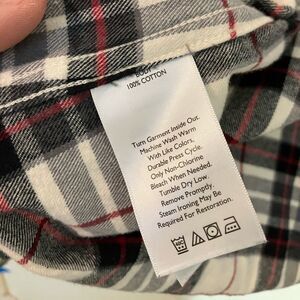 BODY
100% COTTON
Turn Garment Inside Out.
Machine Wash Warm
With Like Colors.
Durable Press Cycle.
Only Non-Chlorine
Bleach When Needed.
Tumble Dry Low.
Remove Promptly.
Steam Ironing May Be
Required For Restoration.